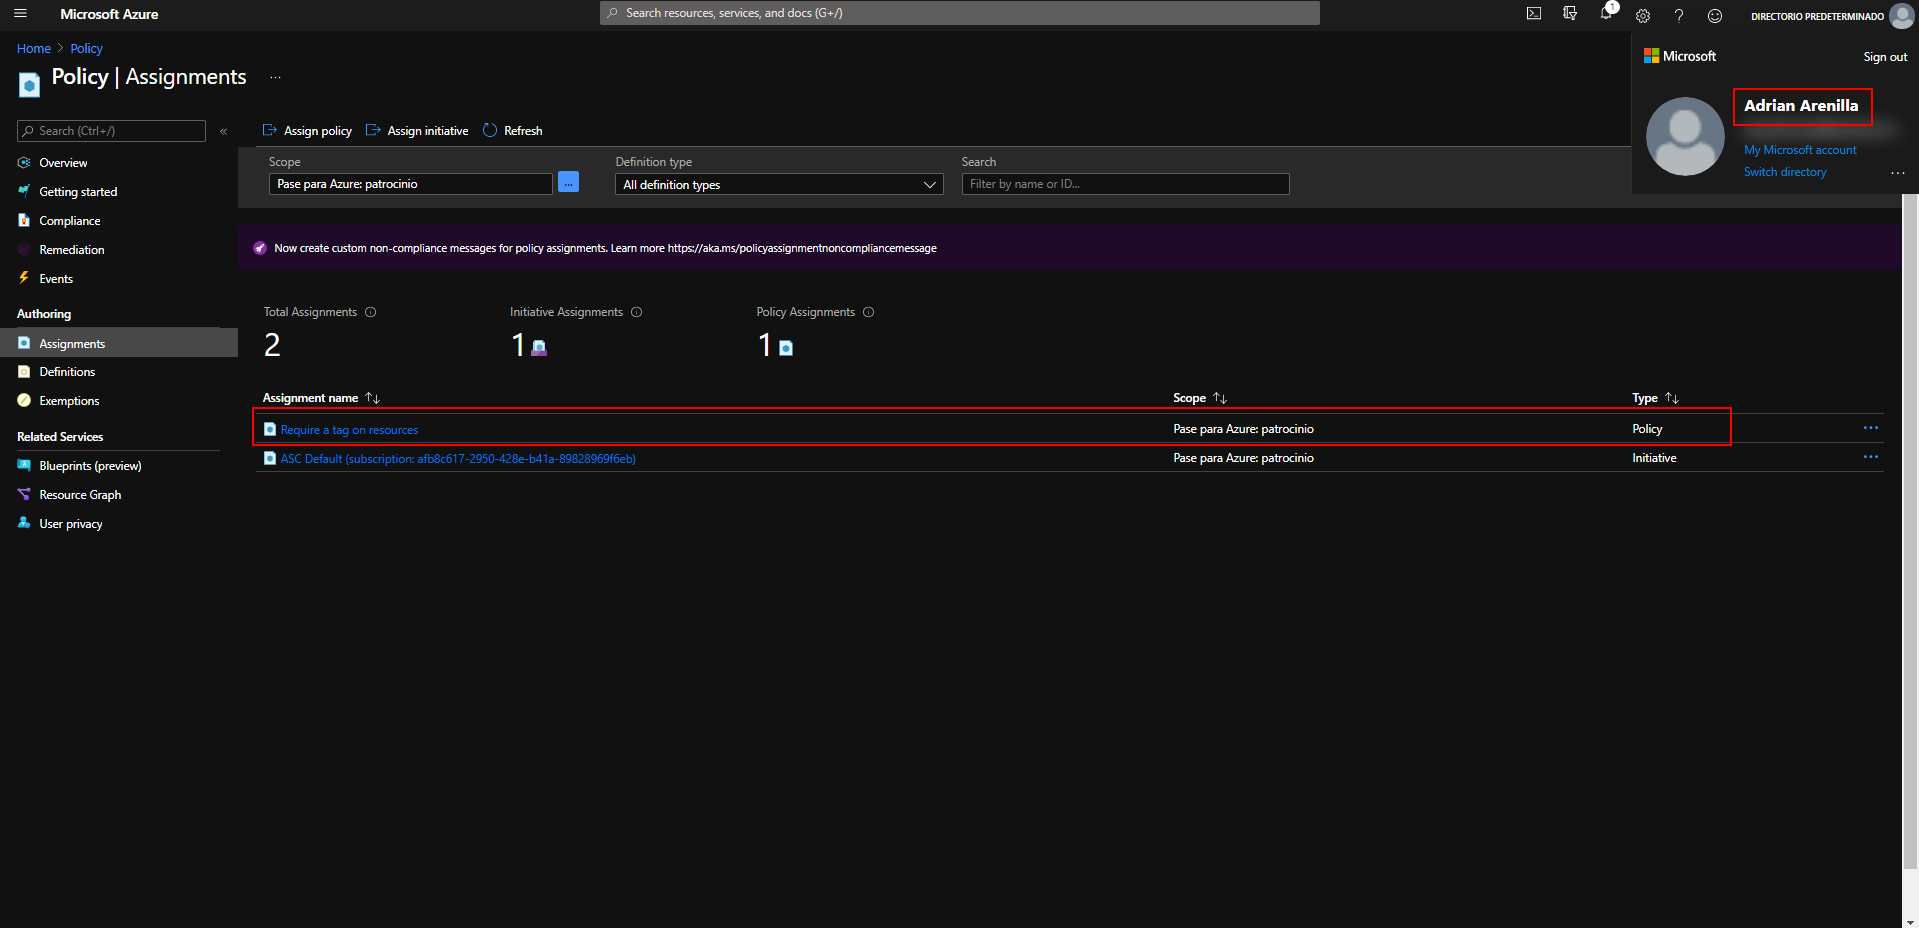 Microsoft Azure
Search resources, services, and docs (G+/)
1
DIRECTORIO PREDETERMINADO
Home > Policy
Policy | Assignments ...
Microsoft
Sign out
Adrian Arenilla
My Microsoft account
Switch directory
...
Search (Ctrl+/)
«
Overview
Getting started
Compliance
Remediation
Events
Authoring
Assignments
Definitions
Exemptions
Related Services
Blueprints (preview)
Resource Graph
User privacy
Assign policy
Assign initiative
Refresh
Scope
Definition type
Search
Pase para Azure: patrocinio
...
All definition types
Filter by name or ID...
Now create custom non-compliance messages for policy assignments. Learn more https://aka.ms/policyassignmentnoncompliancemessage
Total Assignments
Initiative Assignments
Policy Assignments
2
1
1
Assignment name ↑↓
Scope ↑↓
Type ↑↓
Require a tag on resources
Pase para Azure: patrocinio
Policy
...
ASC Default (subscription: afb8c617-2950-428e-b41a-89828969f6eb)
Pase para Azure: patrocinio
Initiative
...